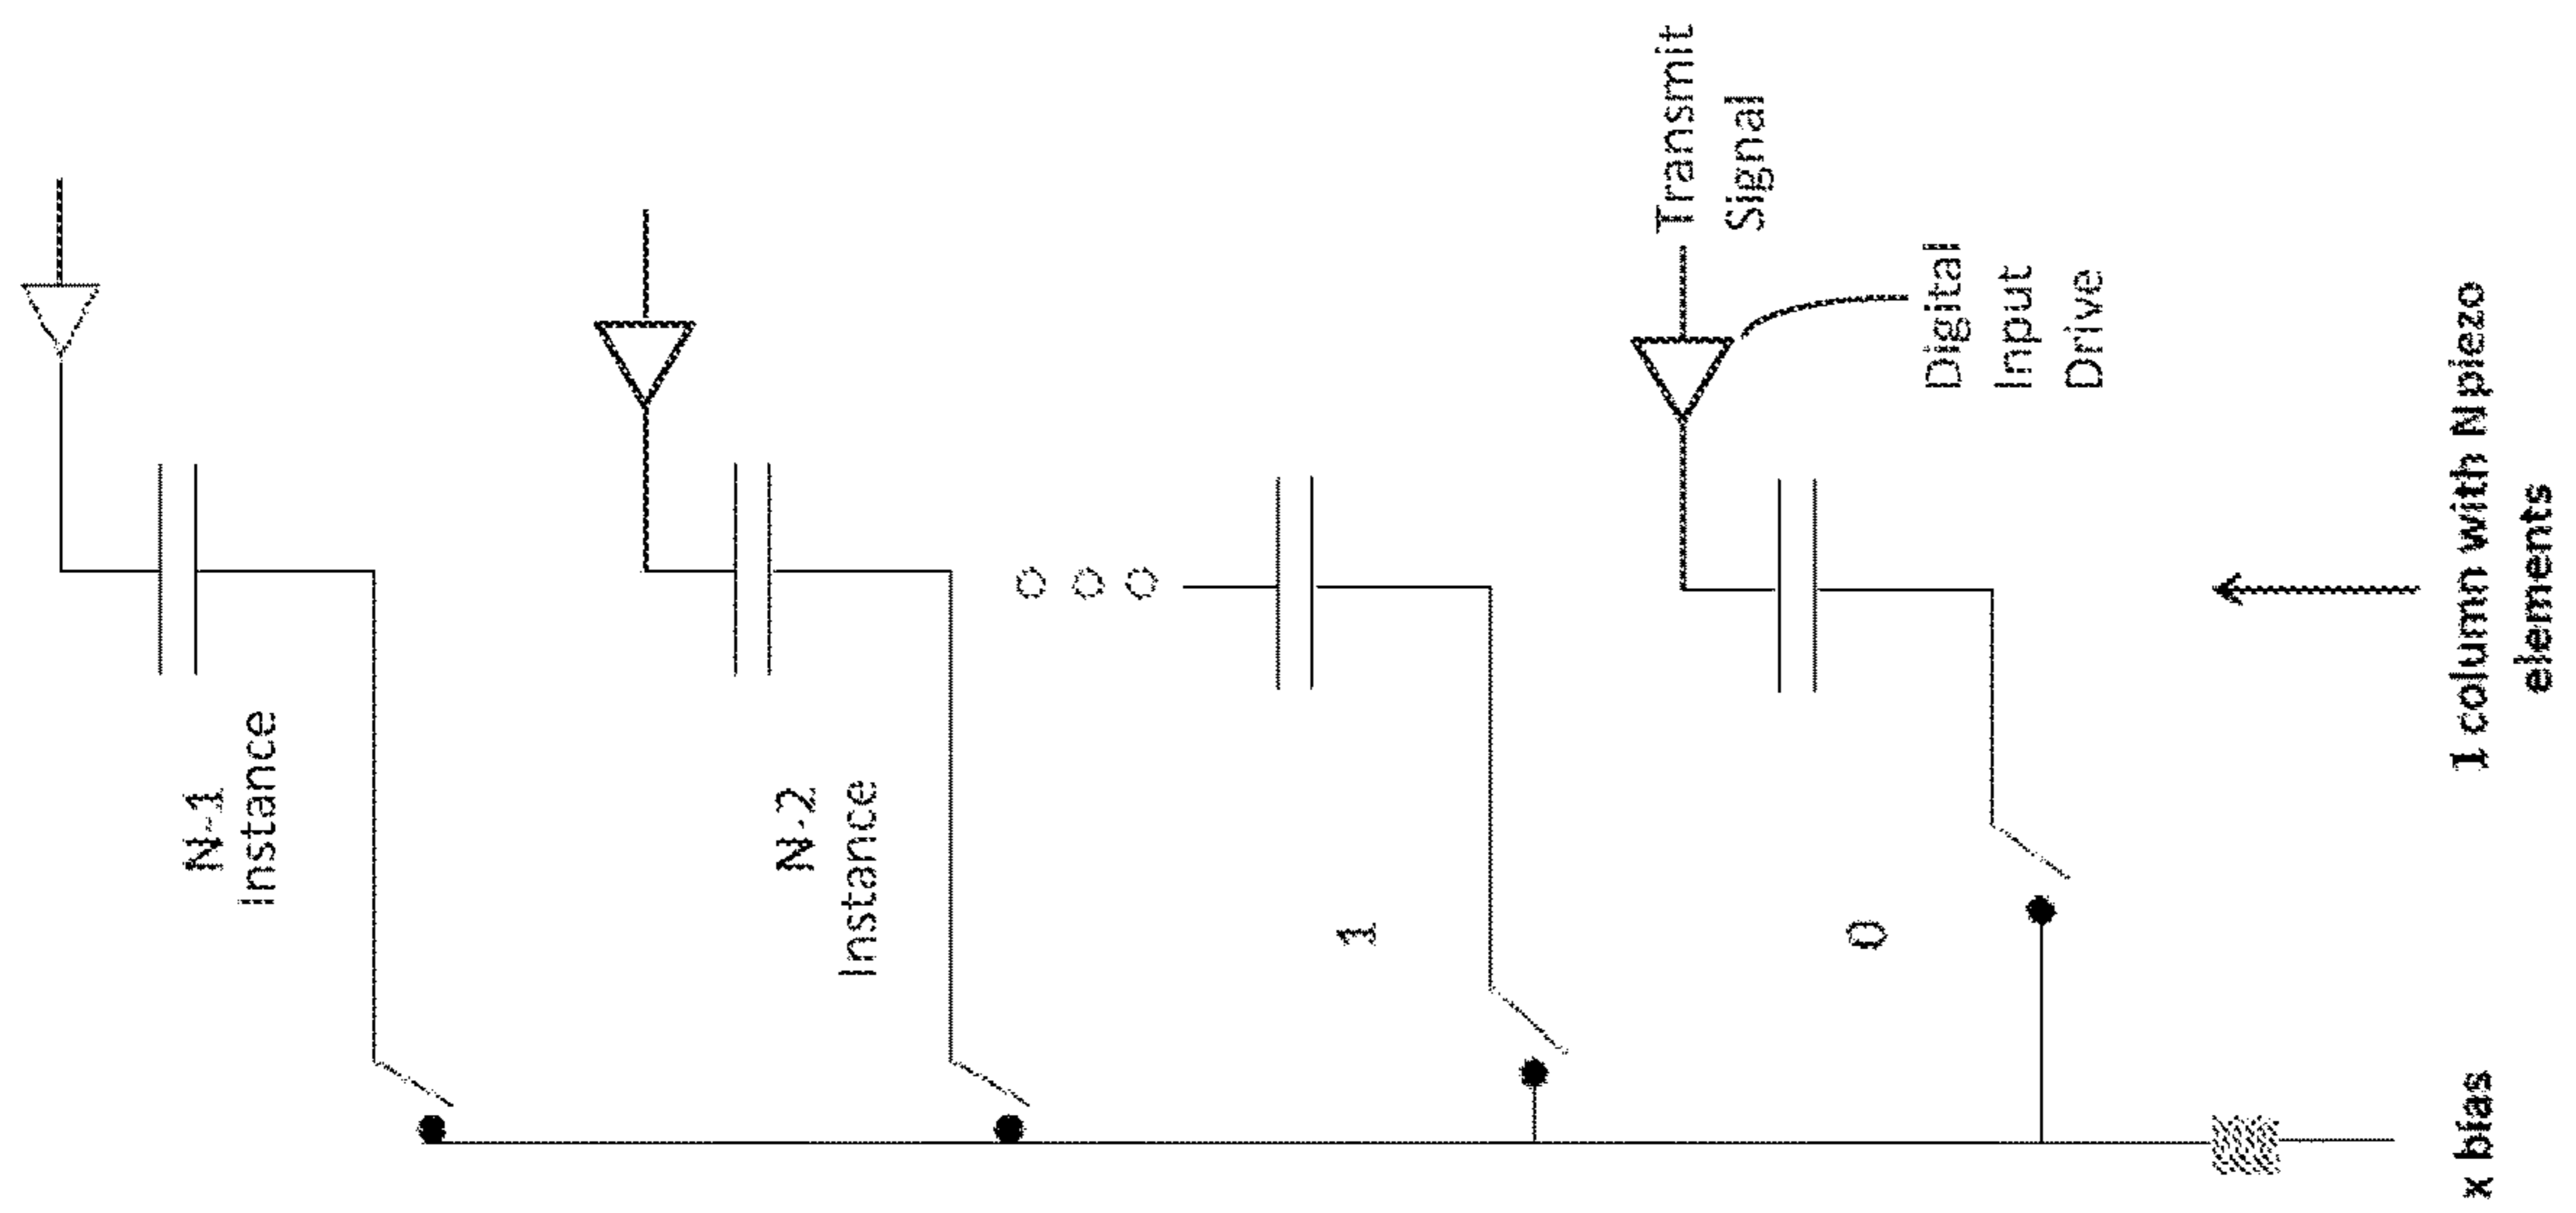 N-1
Instance
N-2
Instance
1
0
Transmit
Signal
Digital
Input
Drive
1 column with N piezo
elements
x bias